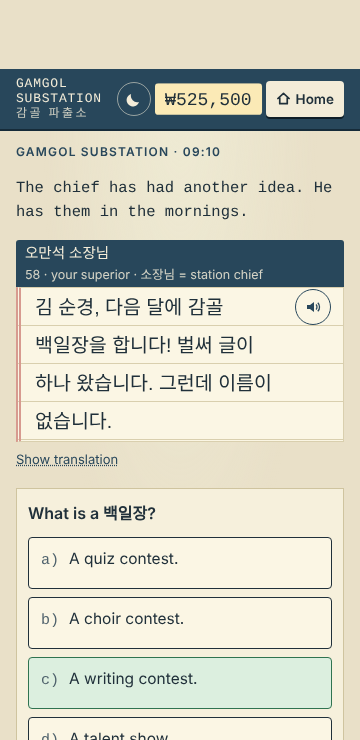 GAMGOL
SUBSTATION
감골 파출소
₩525,500
Home
GAMGOL SUBSTATION · 09:10
The chief has had another idea. He
has them in the mornings.
오만석 소장님
58 · your superior · 소장님 = station chief
김 순경, 다음 달에 감골
백일장을 합니다! 벌써 글이
하나 왔습니다. 그런데 이름이
없습니다.
Show translation
What is a 백일장?
a) A quiz contest.
b) A choir contest.
c) A writing contest.
d) A talent show.